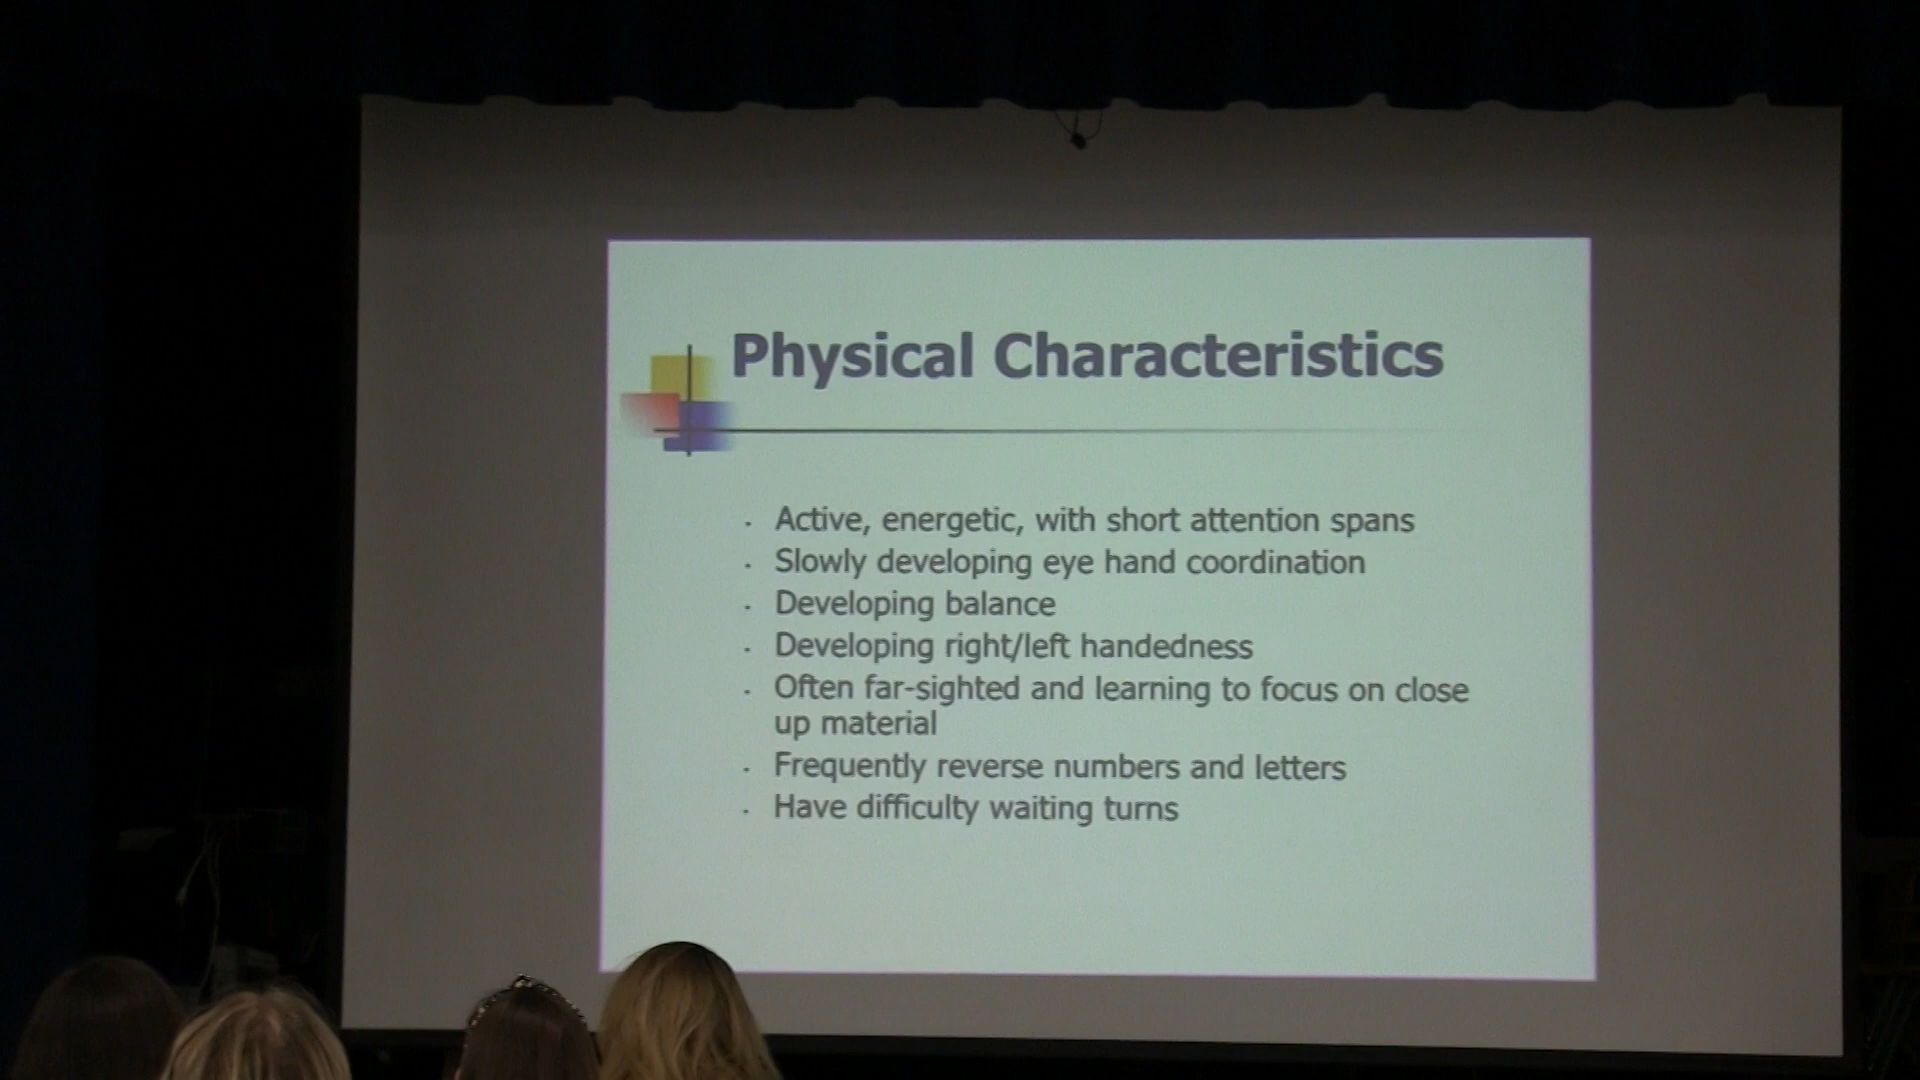 Physical Characteristics
· Active, energetic, with short attention spans
· Slowly developing eye hand coordination
· Developing balance
· Developing right/left handedness
· Often far-sighted and learning to focus on close
up material
· Frequently reverse numbers and letters
· Have difficulty waiting turns